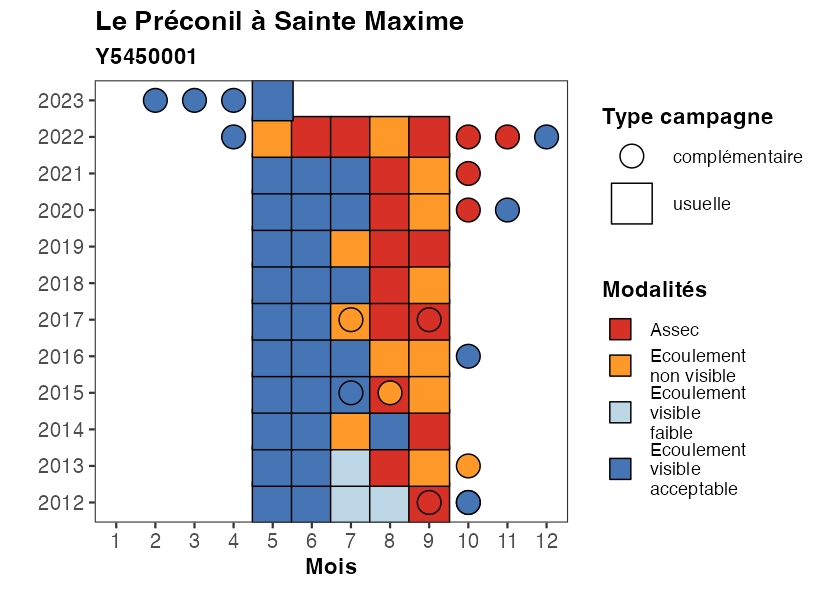 Le Préconil à Sainte Maxime
Y5450001
2023
2022
2021
2020
2019
2018
2017
2016
2015
2014
2013
2012
1 2 3 4 5 6 7 8 9 10 11 12
Mois
Type campagne
complémentaire
usuelle
Modalités
Assec
Ecoulement
non visible
Ecoulement
visible
faible
Ecoulement
visible
acceptable